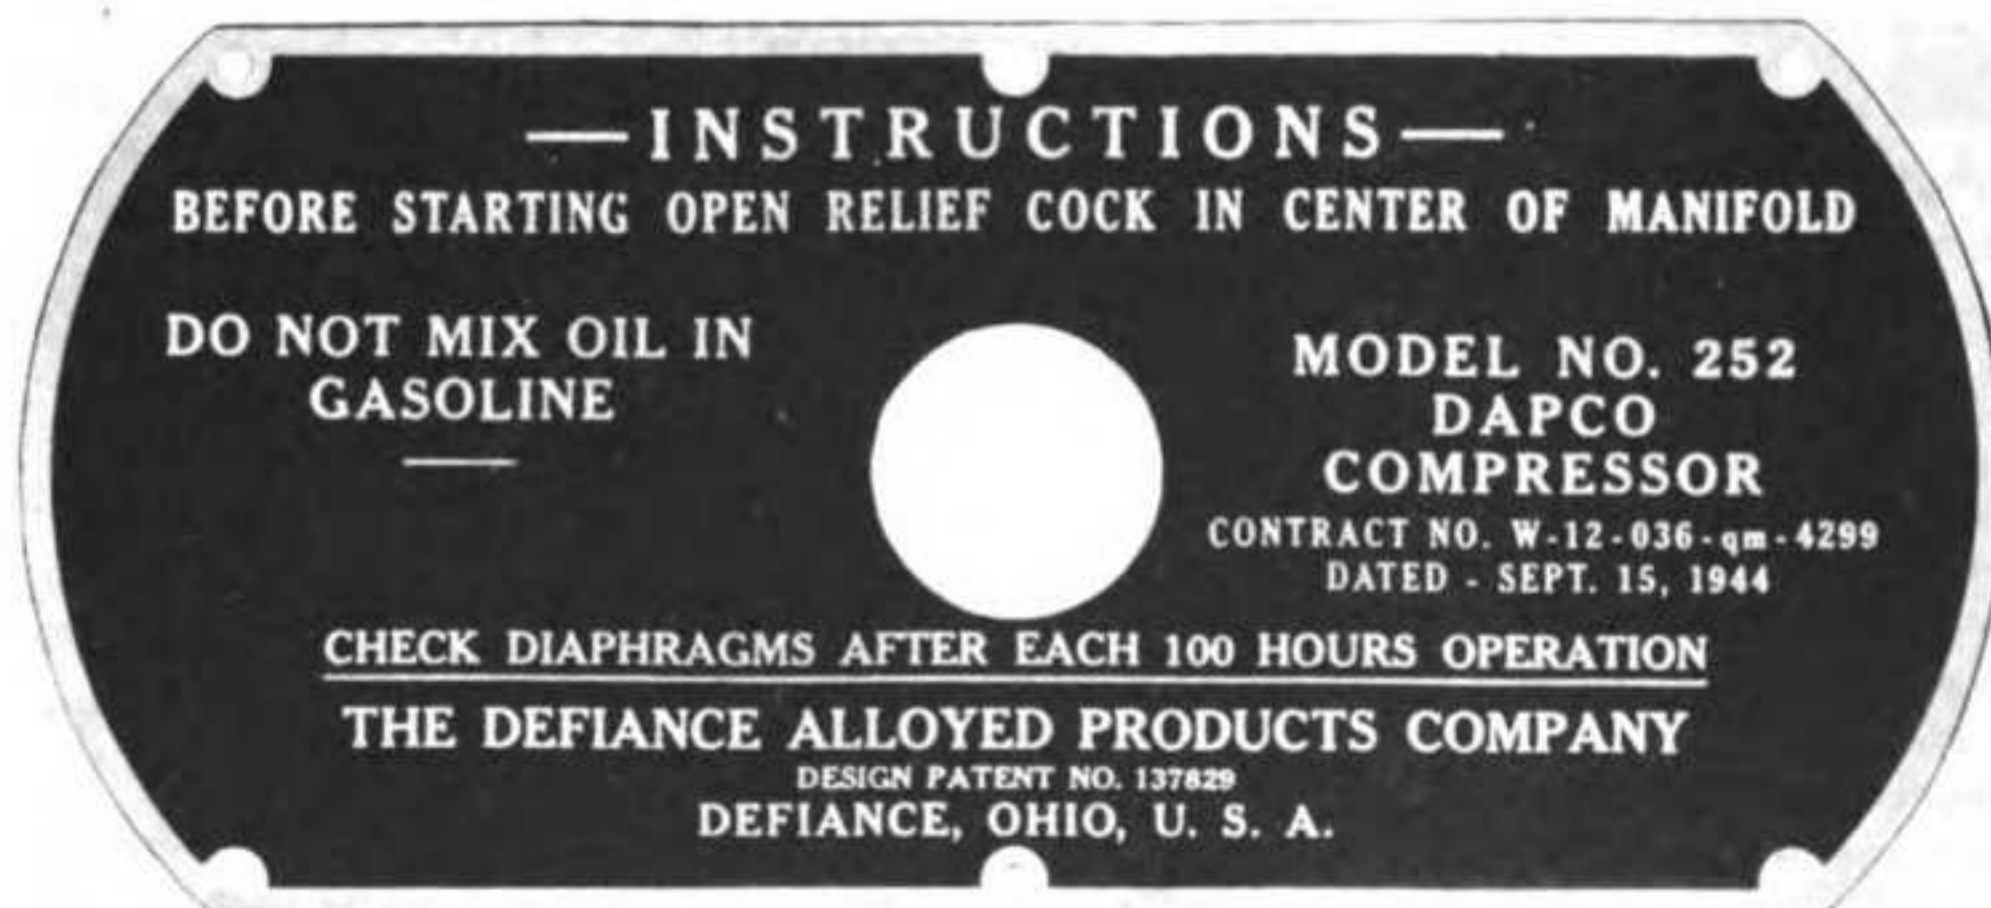 —INSTRUCTIONS—
BEFORE STARTING OPEN RELIEF COCK IN CENTER OF MANIFOLD
DO NOT MIX OIL IN
GASOLINE
MODEL NO. 252
DAPCO
COMPRESSOR
CONTRACT NO. W-12-036-qm-4299
DATED - SEPT. 15, 1944
CHECK DIAPHRAGMS AFTER EACH 100 HOURS OPERATION
THE DEFIANCE ALLOYED PRODUCTS COMPANY
DESIGN PATENT NO. 137829
DEFIANCE, OHIO, U. S. A.